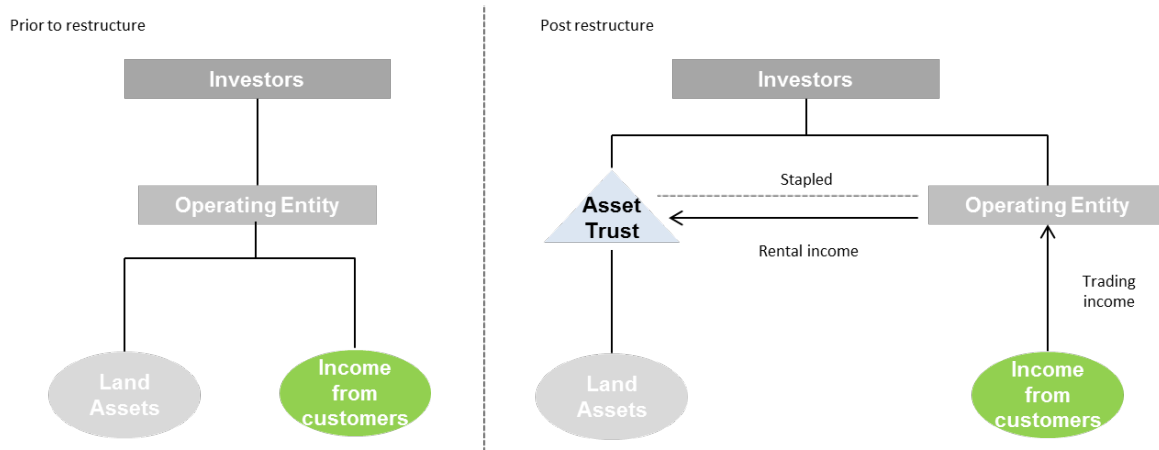 Prior to restructure
Investors
Operating Entity
Land
Assets
Income
from
customers
Post restructure
Investors
Stapled
Asset
Trust
Operating Entity
Rental income
Trading
income
Land
Assets
Income
from
customers